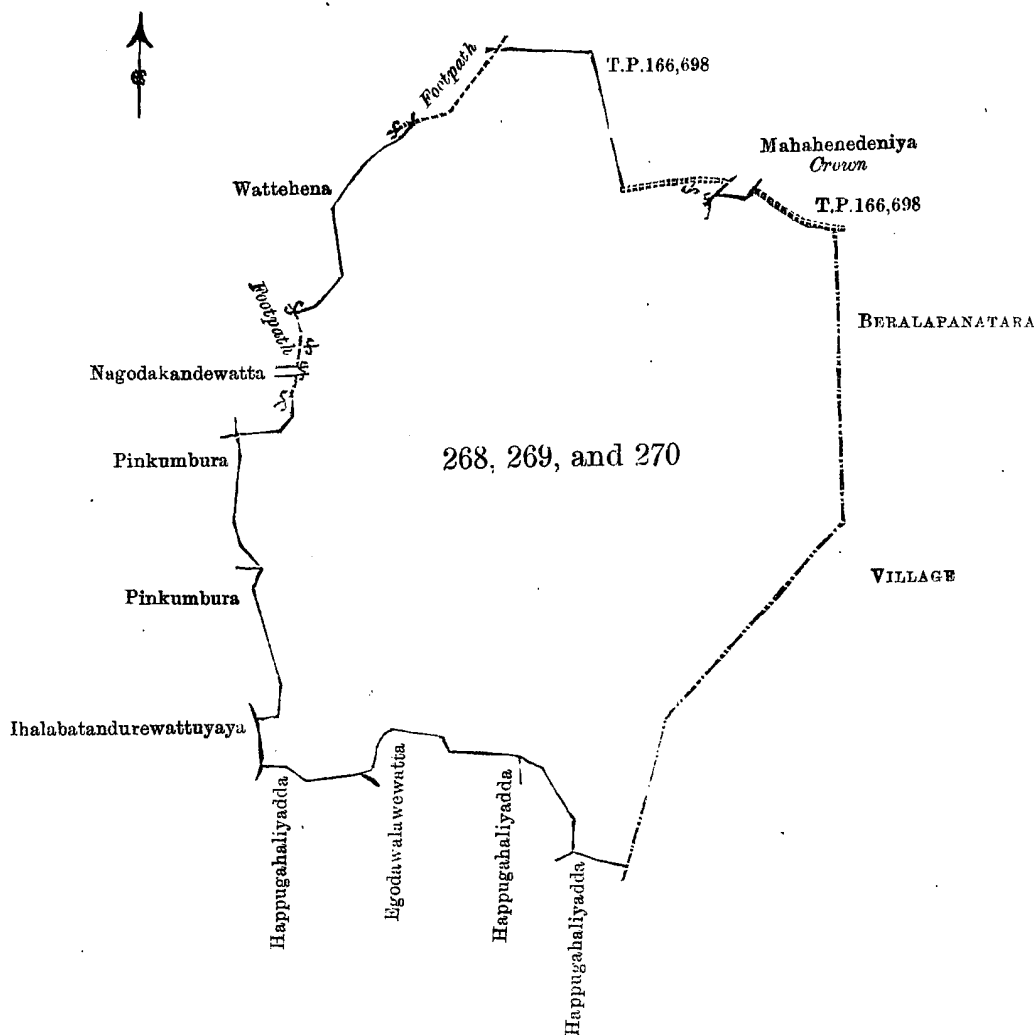 Footpath
T.P.166,698
Mahahenedeniya
Crown
T.P.166,698
Wattehena
Footpath
BERALAPANATARA
Nagodakandewatta
268, 269, and 270
Pinkumbura
VILLAGE
Pinkumbura
Ihalabatandurewattuyaya
Happugahaliyadda
Egodawalawewatta
Happugahaliyadda
Happugahaliyadda